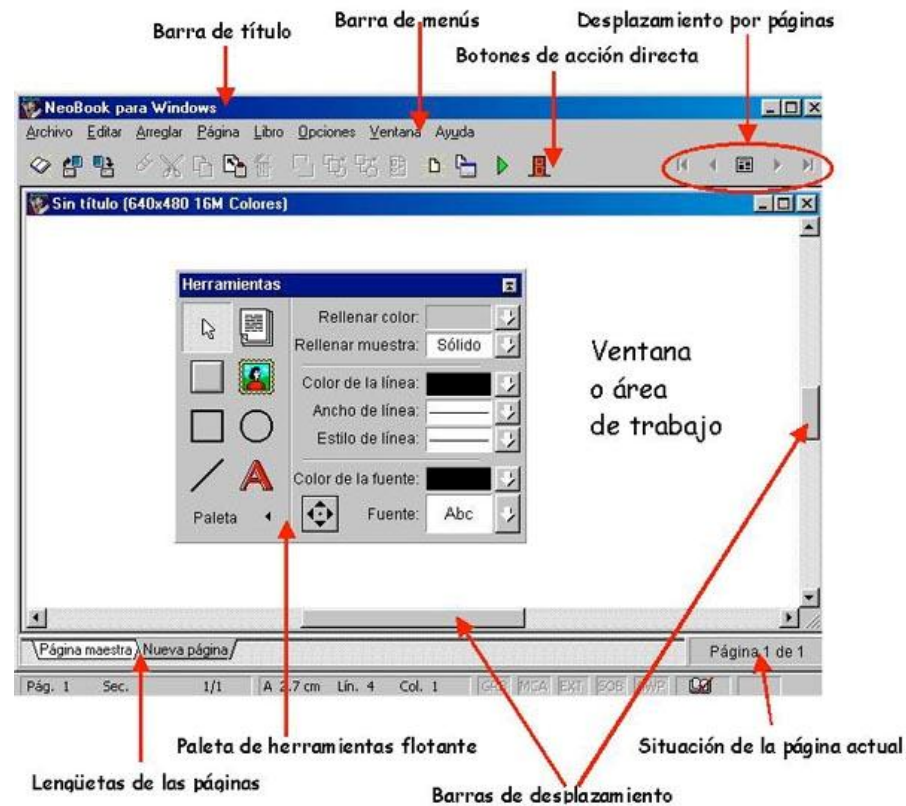 Barra de título
Barra de menús
Desplazamiento por páginas
Botones de acción directa
NeoBook para Windows
Archivo Editar Arreglar Página Libro Opciones Ventana Ayuda
Sin título (640x480 16M Colores)
Herramientas
Rellenar color:
Rellenar muestra: Sólido
Color de la línea:
Ancho de línea:
Estilo de línea:
Color de la fuente:
Paleta
Fuente: Abc
Ventana
o área
de trabajo
Página maestra Nueva página
Página 1 de 1
Pág. 1 Sec. 1/1 A 2.7 cm Lín. 4 Col. 1 MCA EXT SOB
Paleta de herramientas flotante
Situación de la página actual
Lengüetas de las páginas
Barras de desplazamiento